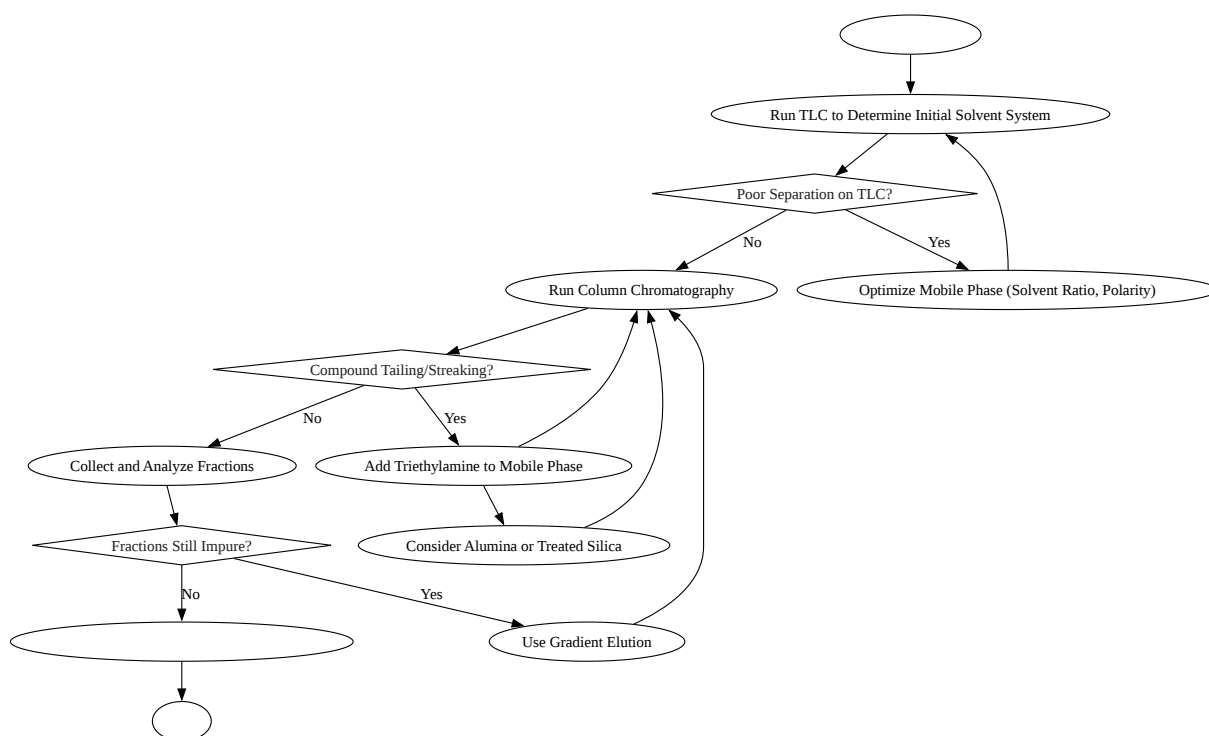 Run TLC to Determine Initial Solvent System
Poor Separation on TLC?
No
Yes
Run Column Chromatography
Optimize Mobile Phase (Solvent Ratio, Polarity)
Compound Tailing/Streaking?
No
Yes
Collect and Analyze Fractions
Add Triethylamine to Mobile Phase
Fractions Still Impure?
Consider Alumina or Treated Silica
No
Yes
Use Gradient Elution